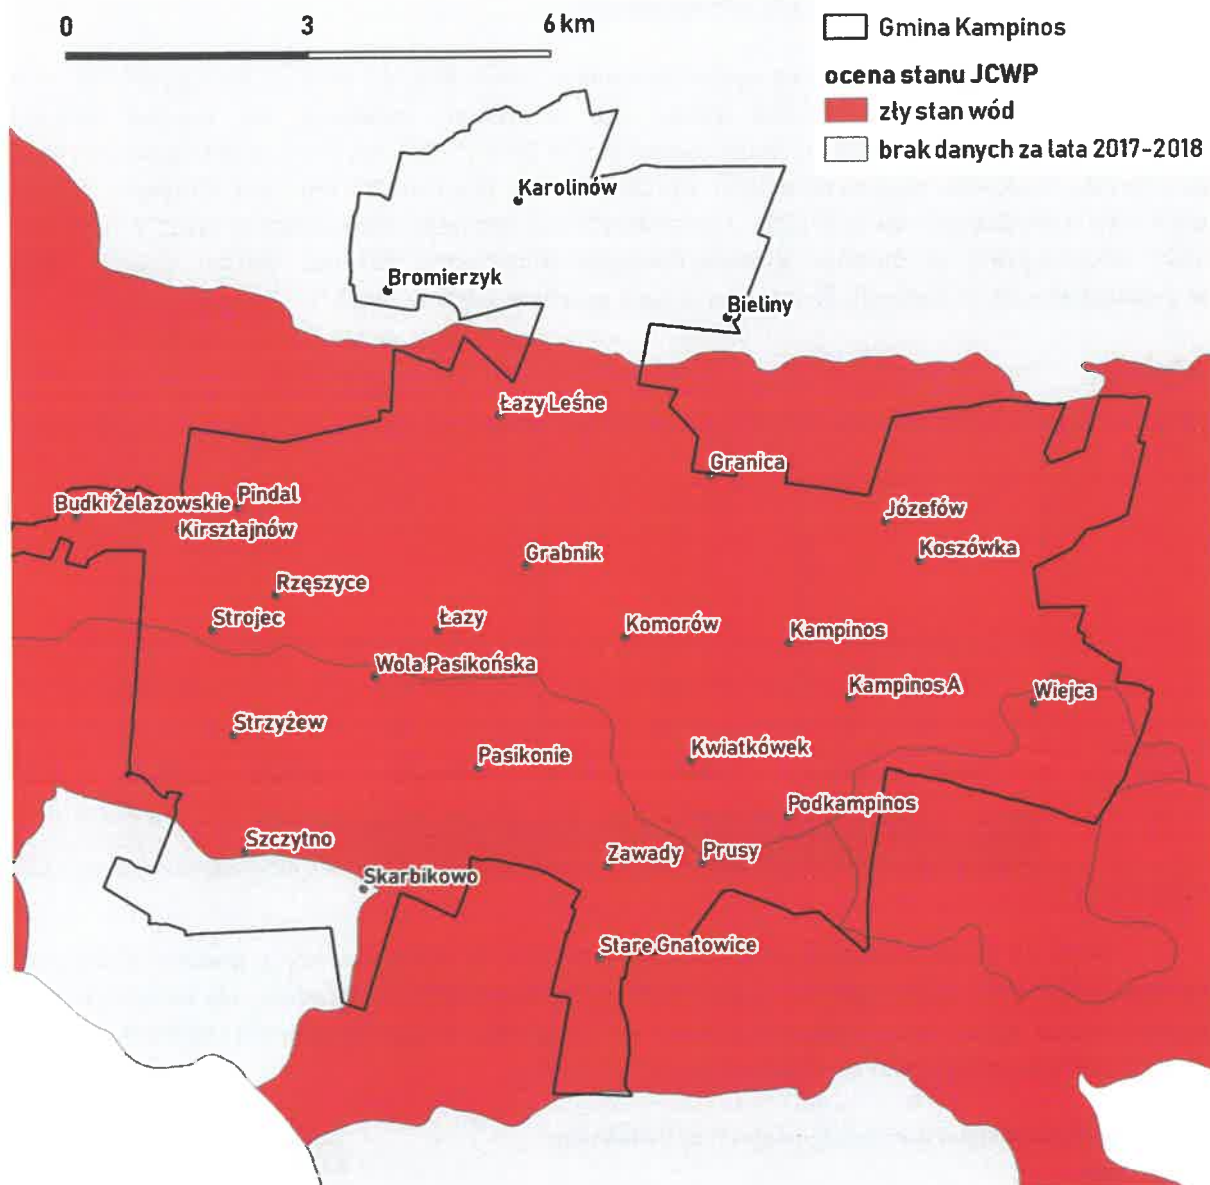 0 3 6 km
Gmina Kampinos
ocena stanu JCWP
zły stan wód
brak danych za lata 2017-2018
Karolinów
Bromierzyk
Bieliny
Łazy Leśne
Granica
Budki Żelazowskie
Pindal
Kirsztajnów
Józefów
Koszówka
Grabnik
Rzęszyce
Strojec
Łazy
Komorów
Kampinos
Wola Pasikońska
Kampinos A
Wiejca
Strzyżew
Pasikonie
Kwiatkówek
Podkampinos
Szczytno
Zawady
Prusy
Skarbikowo
Stare Gnatowice